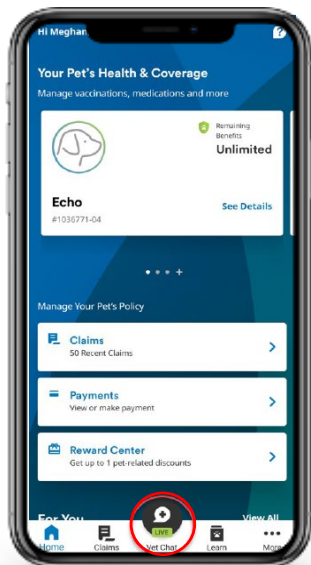 Hi Meghan
?
Your Pet's Health & Coverage
Manage vaccinations, medications and more
Remaining
Benefits
Unlimited
Echo
#1036771-04
See Details
Manage Your Pet's Policy
Claims
50 Recent Claims
Payments
View or make payment
Reward Center
Get up to 1 pet-related discounts
For You
View All
LIVE
Home
Claims
Vet Chat
Learn
More